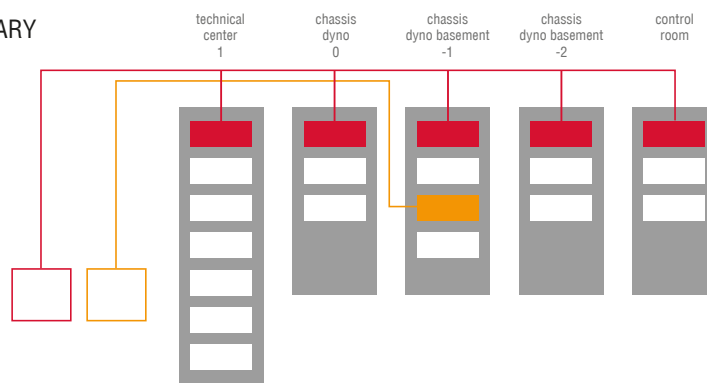 ARY
technical
center
1
chassis
dyno
0
chassis
dyno basement
-1
chassis
dyno basement
-2
control
room